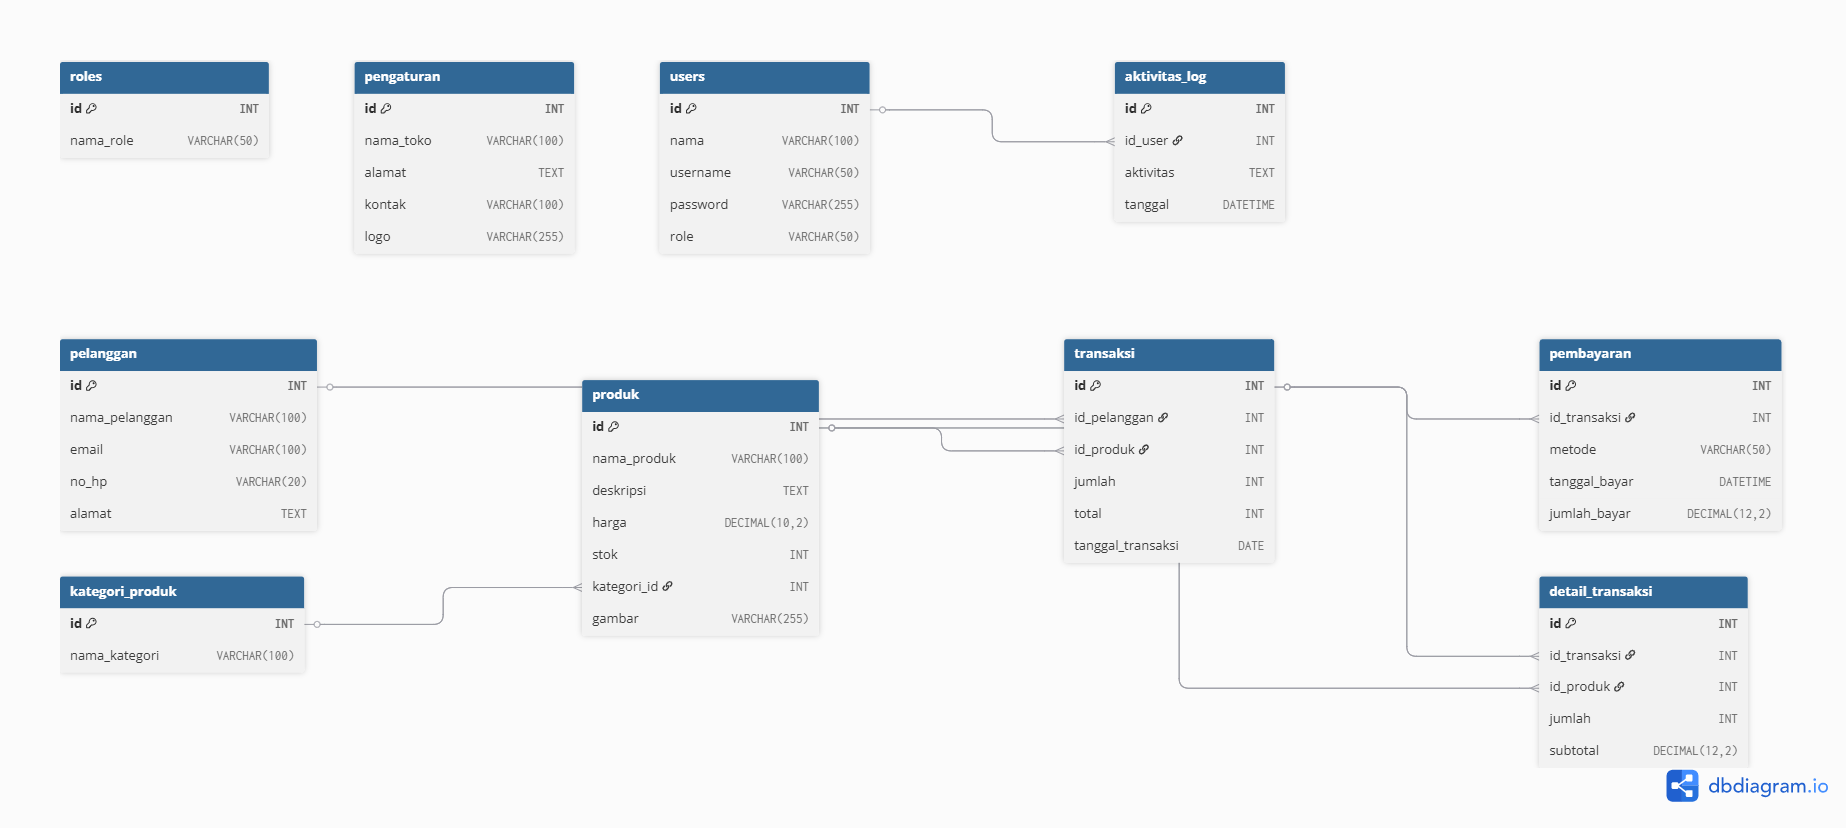 roles
id INT
nama_role VARCHAR(50)
pengaturan
id INT
nama_toko VARCHAR(100)
alamat TEXT
kontak VARCHAR(100)
logo VARCHAR(255)
users
id INT
nama VARCHAR(100)
username VARCHAR(50)
password VARCHAR(255)
role VARCHAR(50)
aktivitas_log
id INT
id_user INT
aktivitas TEXT
tanggal DATETIME
pelanggan
id INT
nama_pelanggan VARCHAR(100)
email VARCHAR(100)
no_hp VARCHAR(20)
alamat TEXT
produk
id INT
nama_produk VARCHAR(100)
deskripsi TEXT
harga DECIMAL(10,2)
stok INT
kategori_id INT
gambar VARCHAR(255)
transaksi
id INT
id_pelanggan INT
id_produk INT
jumlah INT
total INT
tanggal_transaksi DATE
pembayaran
id INT
id_transaksi INT
metode VARCHAR(50)
tanggal_bayar DATETIME
jumlah_bayar DECIMAL(12,2)
kategori_produk
id INT
nama_kategori VARCHAR(100)
detail_transaksi
id INT
id_transaksi INT
id_produk INT
jumlah INT
subtotal DECIMAL(12,2)
dbdiagram.io